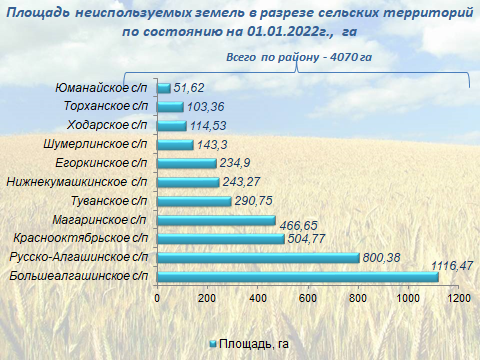 Площадь неиспользуемых земель в разрезе сельских территорий
по состоянию на 01.01.2022г., га
Всего по району - 4070 га
Юманайское с/п 51,62
Торханское с/п 103,36
Ходарское с/п 114,53
Шумерлинское с/п 143,3
Егоркинское с/п 234,9
Нижнекумашкинское с/п 243,27
Туванское с/п 290,75
Магаринское с/п 466,65
Краснооктябрьское с/п 504,77
Русско-Алгашинское с/п 800,38
Большеалгашинское с/п 1116,47
0 200 400 600 800 1000 1200
Площадь, га